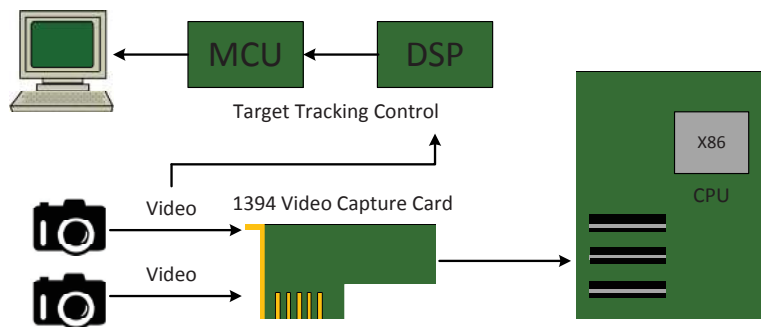 MCU
DSP
Target Tracking Control
X86
CPU
Video
1394 Video Capture Card
Video